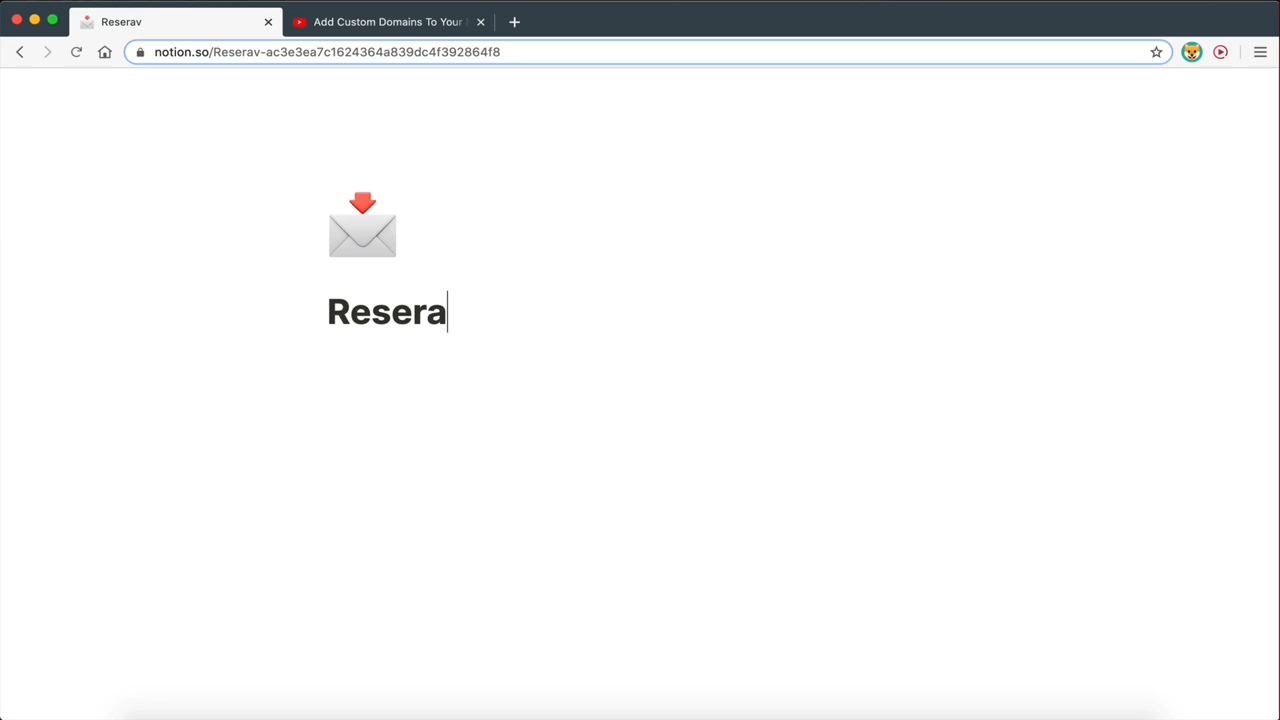 Reserav
Add Custom Domains To Your
notion.so/Reserav-ac3e3ea7c1624364a839dc4f392864f8
Resera